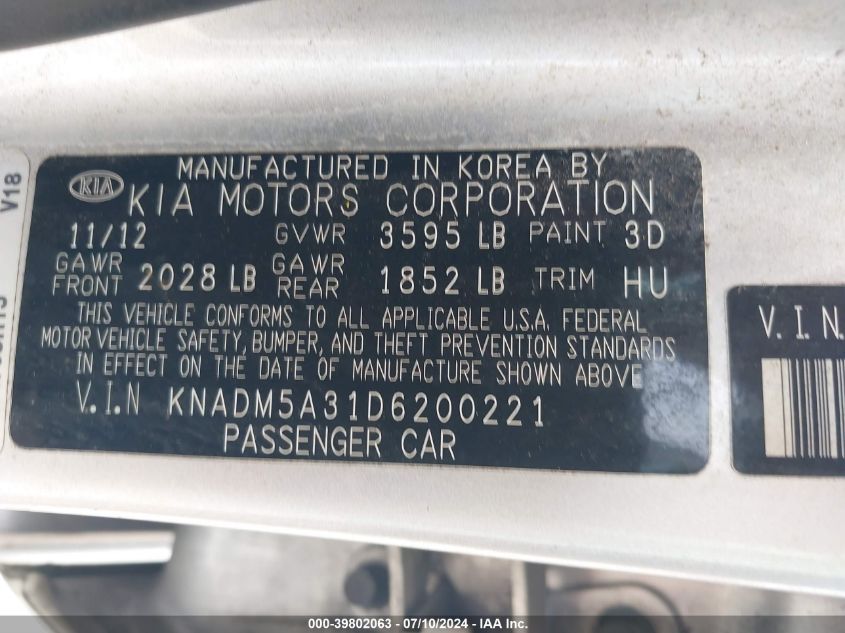 MANUFACTURED IN KOREA BY
KIA KIA MOTORS CORPORATION
11/12 GVWR 3595 LB PAINT 3D
GAWR FRONT 2028 LB GAWR REAR 1852 LB TRIM HU
THIS VEHICLE CONFORMS TO ALL APPLICABLE U.S.A. FEDERAL
MOTOR VEHICLE SAFETY, BUMPER, AND THEFT PREVENTION STANDARDS
IN EFFECT ON THE DATE OF MANUFACTURE SHOWN ABOVE
V.I.N KNADM5A31D6200221
PASSENGER CAR
V18
V.I.N.
000-39802063 - 07/10/2024 - IAAI.COM